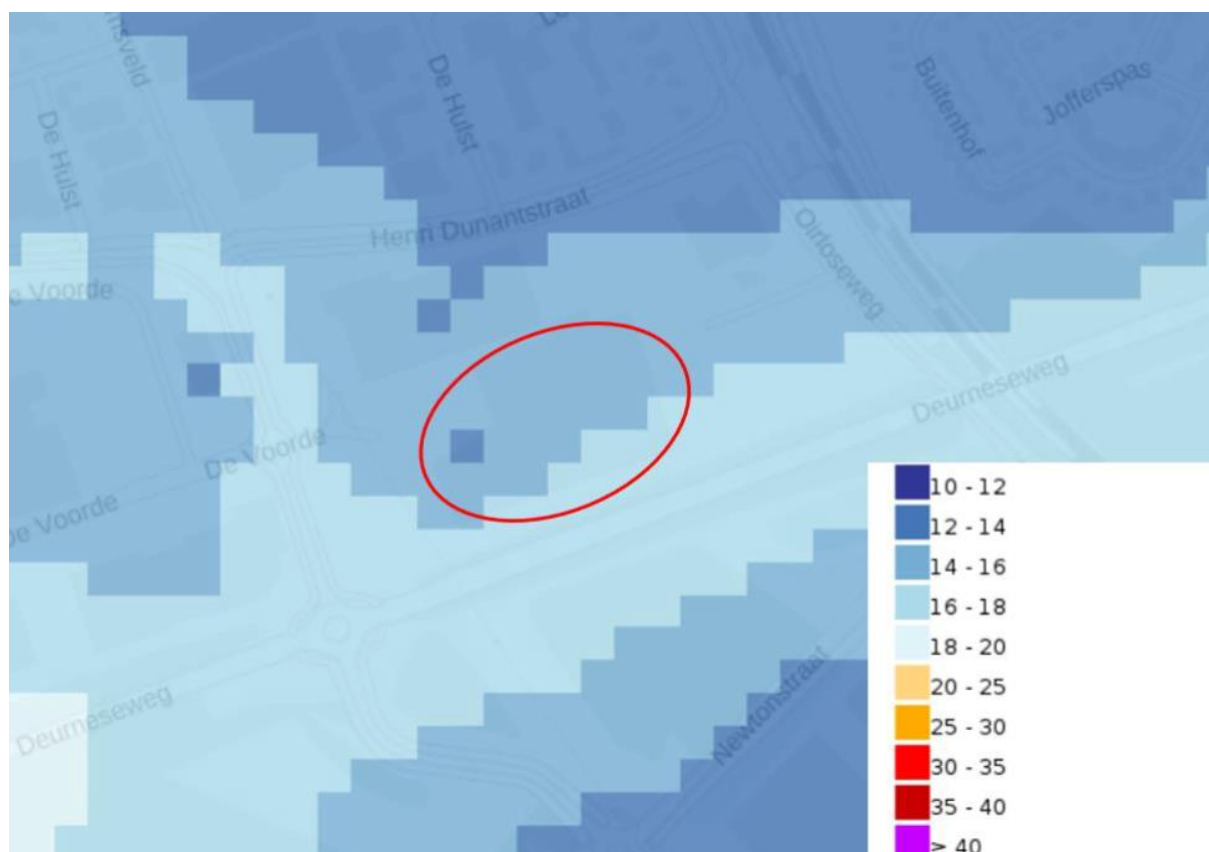 De Hulst
De Hulst
Buitenhof
Jofferspas
Henri Dunantstraat
Oirloseweg
e Voorde
De Voorde
De Voorde
Deurneseweg
Deurneseweg
Newtonstraat
10 - 12
12 - 14
14 - 16
16 - 18
18 - 20
20 - 25
25 - 30
30 - 35
35 - 40
> 40